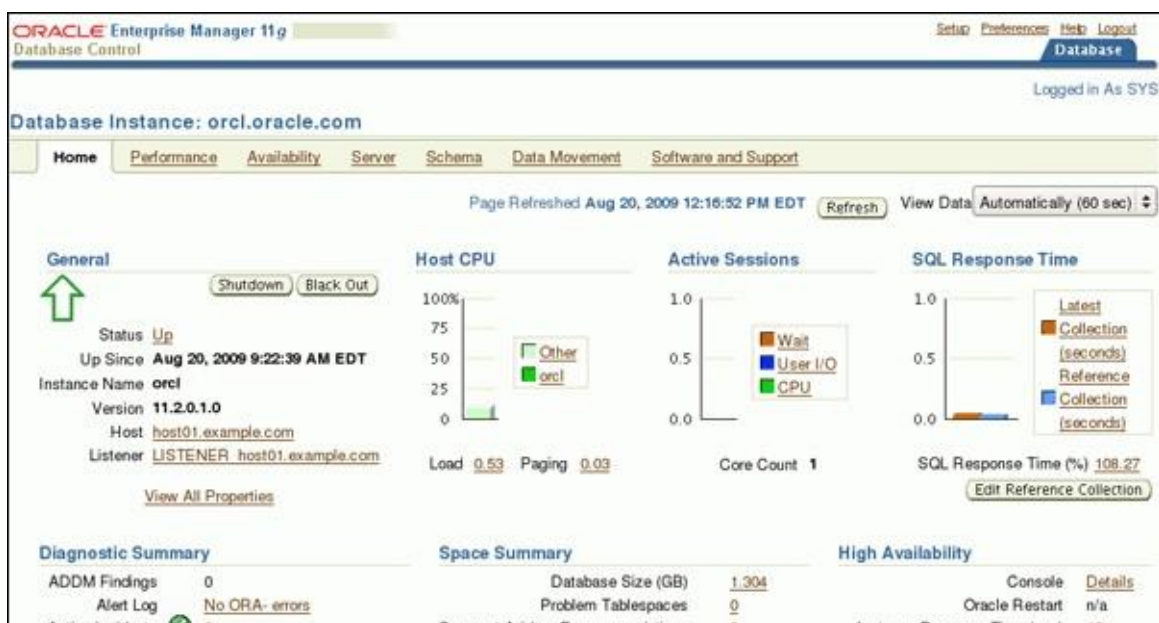 ORACLE Enterprise Manager 11g
Database Control
Setup Preferences Help Logout
Database
Logged in As SYS
Database Instance: orcl.oracle.com
Home Performance Availability Server Schema Data Movement Software and Support
Page Refreshed Aug 20, 2009 12:16:52 PM EDT Refresh View Data Automatically (60 sec)
General
Shutdown Black Out
Status Up
Up Since Aug 20, 2009 9:22:39 AM EDT
Instance Name orcl
Version 11.2.0.1.0
Host host01.example.com
Listener LISTENER_host01.example.com
View All Properties
Host CPU
100%
75
50
25
0
Other
orcl
Load 0.53 Paging 0.03
Active Sessions
1.0
0.5
0.0
Wait
User I/O
CPU
Core Count 1
SQL Response Time
1.0
0.5
0.0
Latest
Collection
(seconds)
Reference
Collection
(seconds)
SQL Response Time (%) 108.27
Edit Reference Collection
Diagnostic Summary
ADDM Findings 0
Alert Log No ORA- errors
Space Summary
Database Size (GB) 1.304
Problem Tablespaces 0
High Availability
Console Details
Oracle Restart n/a